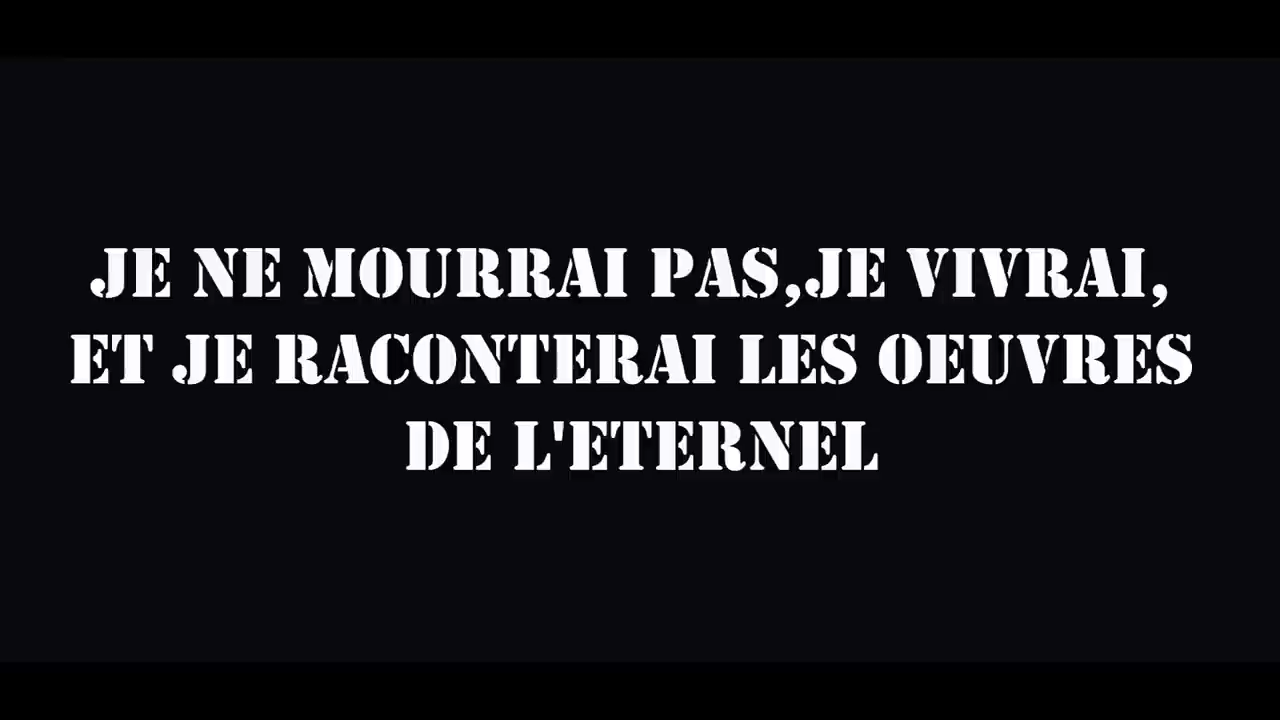 JE NE MOURRAI PAS,JE VIVRAI,
ET JE RACONTERAI LES OEUVRES
DE L'ETERNEL